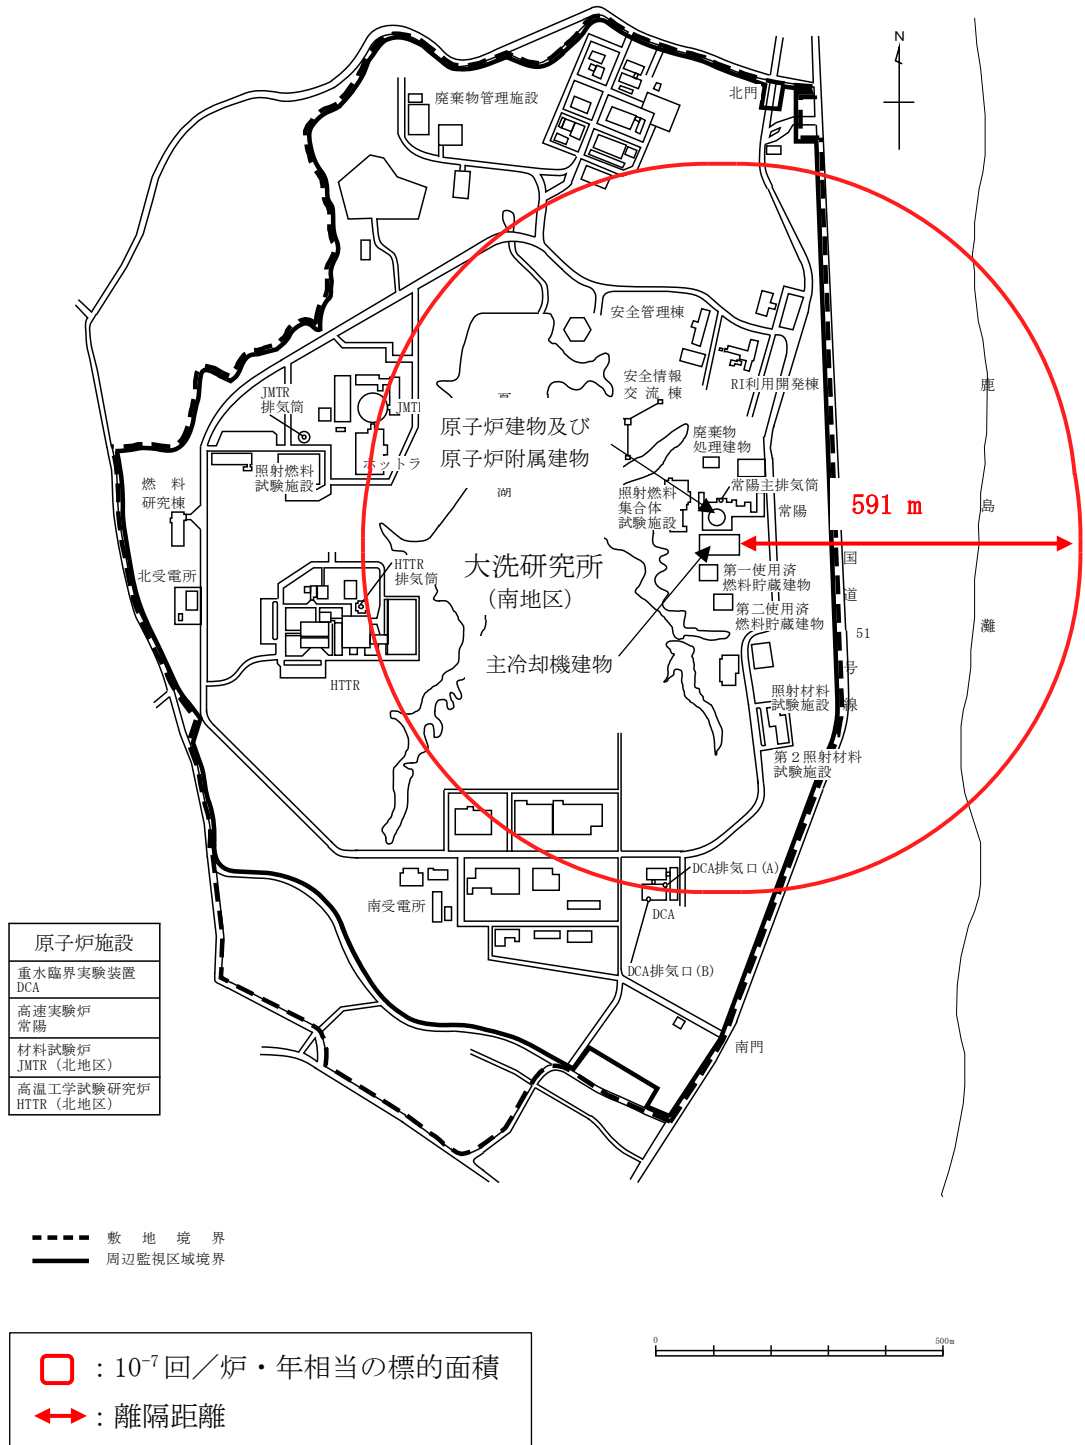 N
北門
廃棄物管理施設
安全管理棟
安全情報
交流棟
RI利用開発棟
鹿
島
灘
JMTR
排気筒
JMT
夏
湖
原子炉建物及び
原子炉附属建物
廃棄物
処理建物
ホットラ
照射燃料
試験施設
常陽主排気筒
常陽
照射燃料
集合体
試験施設
591 m
燃料
研究棟
北受電所
HTTR
排気筒
大洗研究所
(南地区)
第一使用済
燃料貯蔵建物
第二使用済
燃料貯蔵建物
国
道
51
号
線
主冷却機建物
HTTR
照射材料
試験施設
第2照射材料
試験施設
南受電所
DCA排気口(A)
DCA
DCA排気口(B)
南門
原子炉施設
重水臨界実験装置
DCA
高速実験炉
常陽
材料試験炉
JMTR (北地区)
高温工学試験研究炉
HTTR (北地区)
敷地境界
周辺監視区域境界
0 500m
:10⁻⁷回/炉・年相当の標的面積
:離隔距離